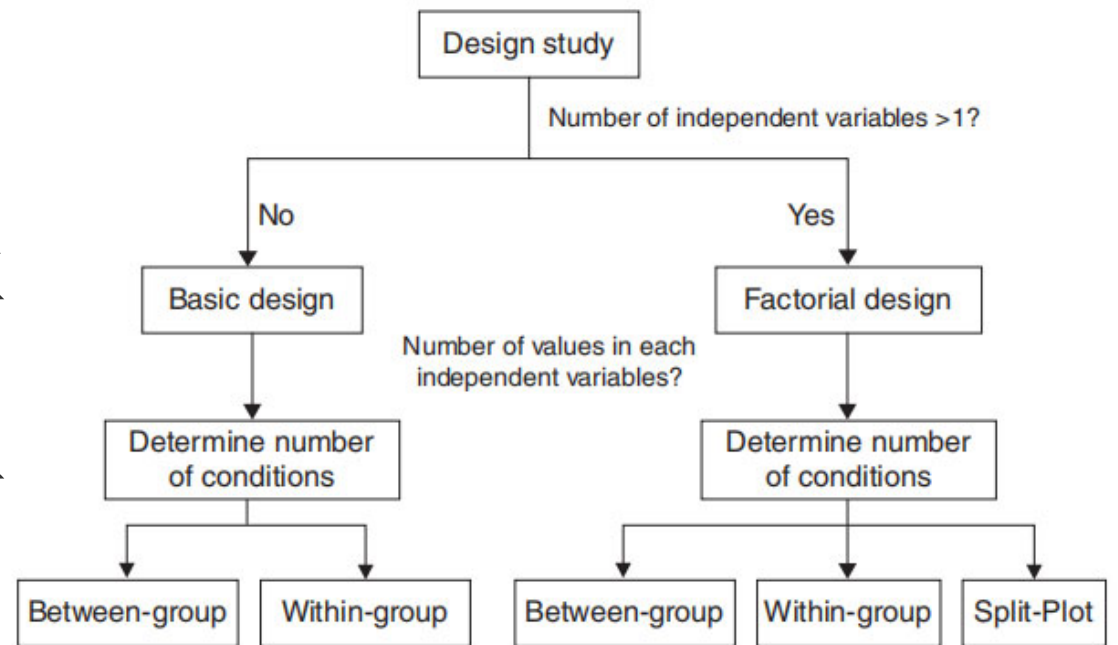 Design study
Number of independent variables >1?
No
Yes
Basic design
Factorial design
Number of values in each
independent variables?
Determine number
of conditions
Determine number
of conditions
Between-group
Within-group
Between-group
Within-group
Split-Plot